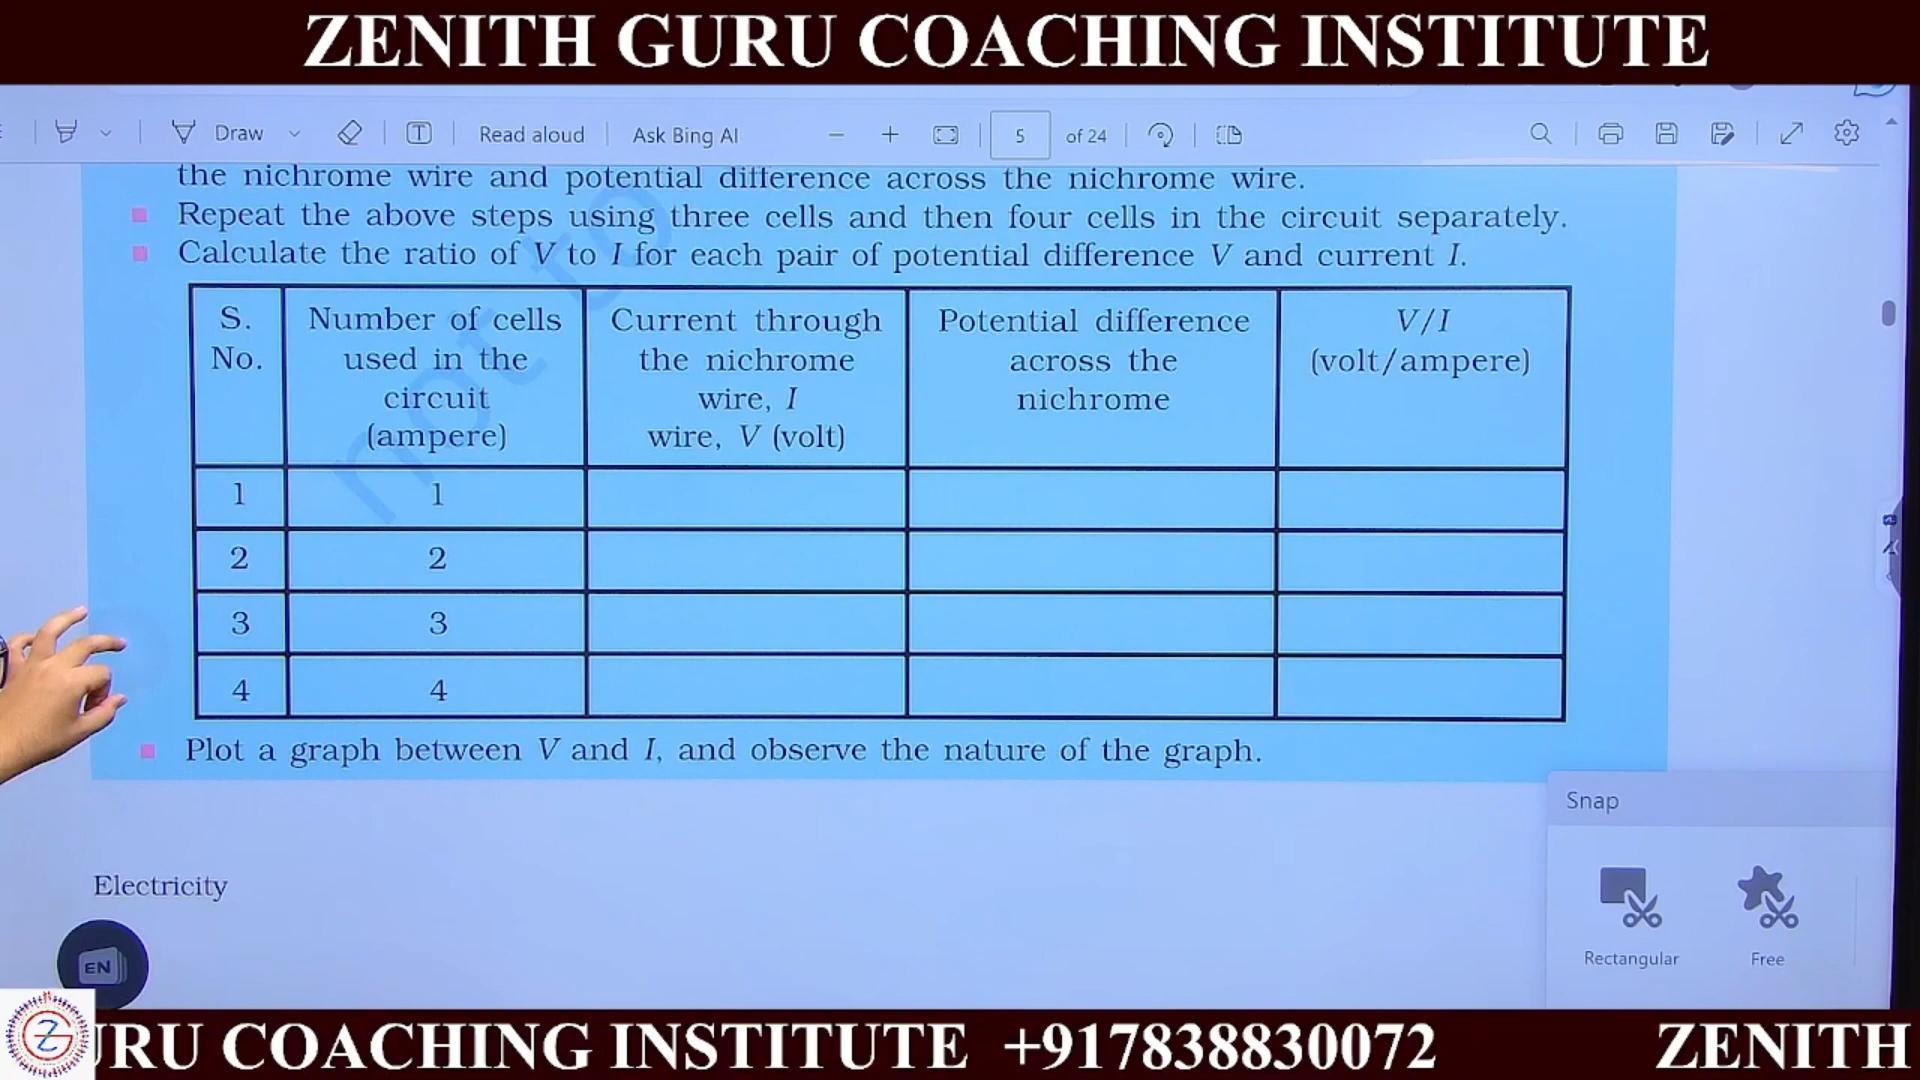 ZENITH GURU COACHING INSTITUTE
Draw
T
Read aloud
Ask Bing AI
5 of 24
the nichrome wire and potential difference across the nichrome wire.
Repeat the above steps using three cells and then four cells in the circuit separately.
Calculate the ratio of V to I for each pair of potential difference V and current I.
S. No.
Number of cells used in the circuit (ampere)
Current through the nichrome wire, I wire, V (volt)
Potential difference across the nichrome
V/I (volt/ampere)
1 1
2 2
3 3
4 4
not to
Plot a graph between V and I, and observe the nature of the graph.
Snap
Electricity
Rectangular
Free
EN
URU COACHING INSTITUTE +917838830072 ZENITH